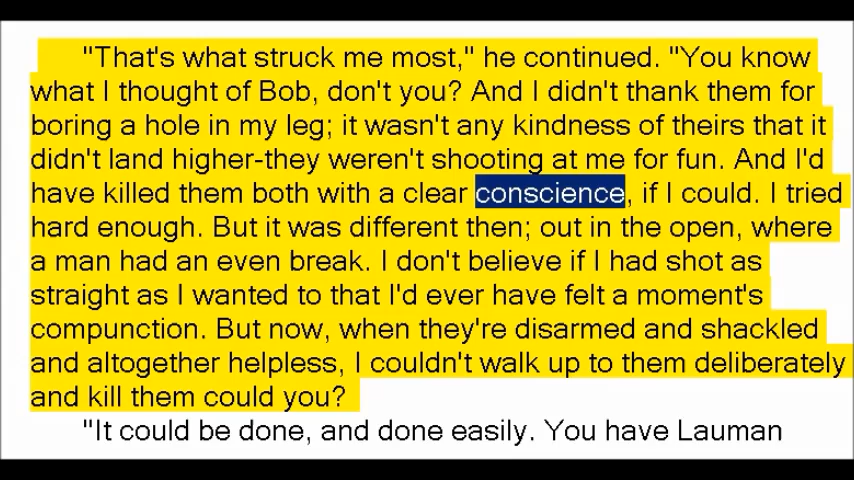 "That's what struck me most," he continued. "You know
what I thought of Bob, don't you? And I didn't thank them for
boring a hole in my leg; it wasn't any kindness of theirs that it
didn't land higher-they weren't shooting at me for fun. And I'd
have killed them both with a clear conscience, if I could. I tried
hard enough. But it was different then; out in the open, where
a man had an even break. I don't believe if I had shot as
straight as I wanted to that I'd ever have felt a moment's
compunction. But now, when they're disarmed and shackled
and altogether helpless, I couldn't walk up to them deliberately
and kill them could you?
"It could be done, and done easily. You have Lauman